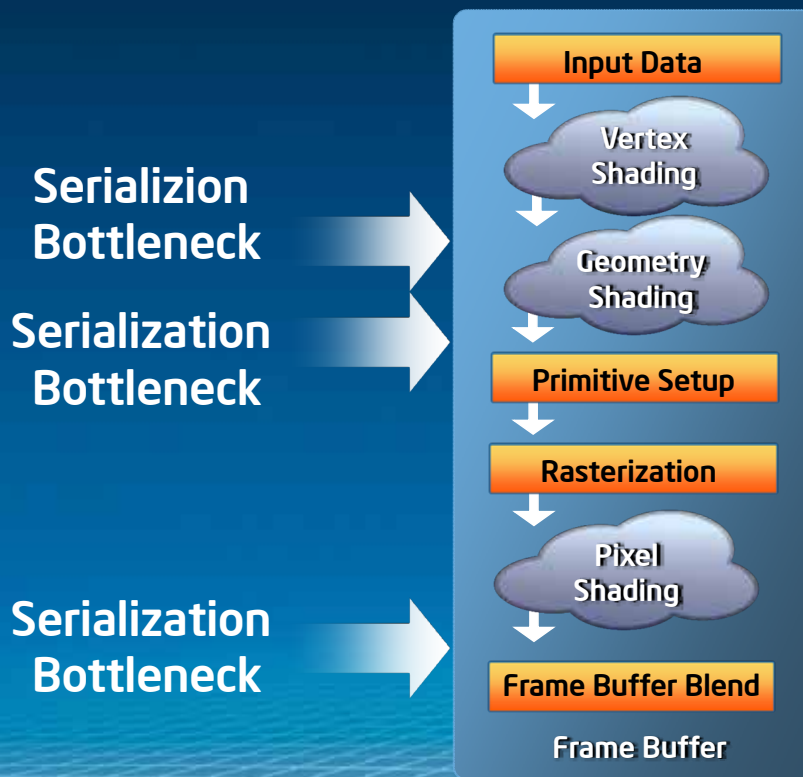 Serializion
Bottleneck
Serialization
Bottleneck
Serialization
Bottleneck
Input Data
Vertex
Shading
Geometry
Shading
Primitive Setup
Rasterization
Pixel
Shading
Frame Buffer Blend
Frame Buffer